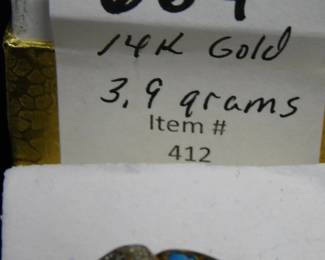 14K Gold
3.9 grams
Item #
412